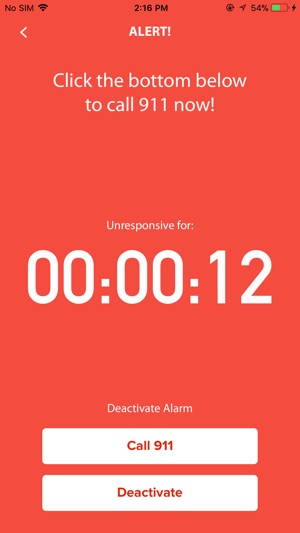 No SIM 2:16 PM 54%
ALERT!
Click the bottom below
to call 911 now!
Unresponsive for:
00:00:12
Deactivate Alarm
Call 911
Deactivate